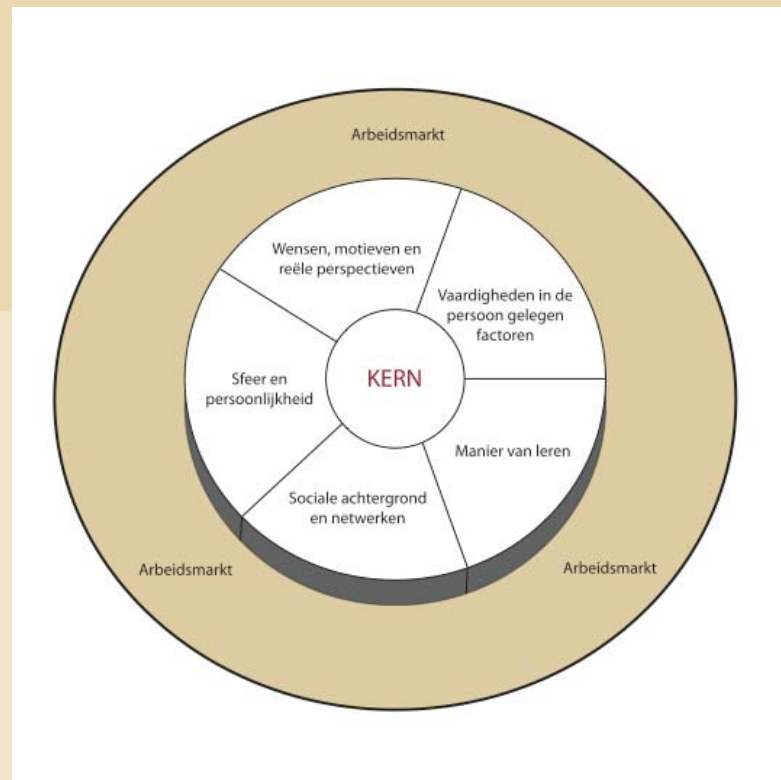 Arbeidsmarkt
Wensen, motieven en
reële perspectieven
Vaardigheden in de
persoon gelegen
factoren
KERN
Sfeer en
persoonlijkheid
Manier van leren
Sociale achtergrond
en netwerken
Arbeidsmarkt
Arbeidsmarkt